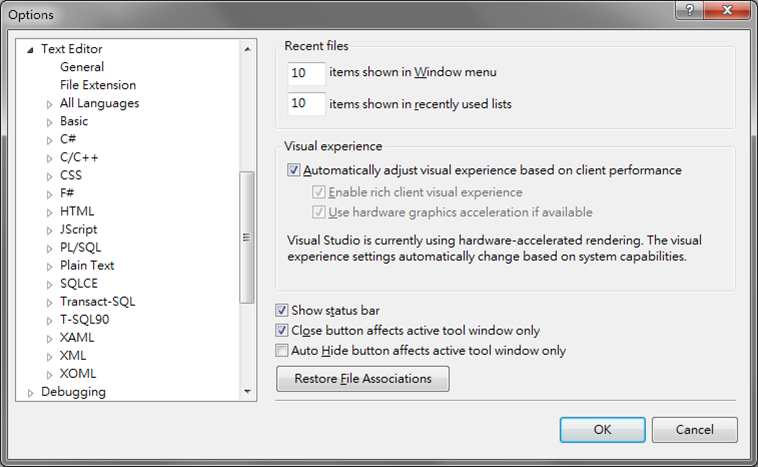 Options
Text Editor
General
File Extension
All Languages
Basic
C#
C/C++
CSS
F#
HTML
JScript
PL/SQL
Plain Text
SQLCE
Transact-SQL
T-SQL90
XAML
XML
XOML
Debugging
Recent files
10 items shown in Window menu
10 items shown in recently used lists
Visual experience
Automatically adjust visual experience based on client performance
Enable rich client visual experience
Use hardware graphics acceleration if available
Visual Studio is currently using hardware-accelerated rendering. The visual
experience settings automatically change based on system capabilities.
Show status bar
Close button affects active tool window only
Auto Hide button affects active tool window only
Restore File Associations
OK
Cancel